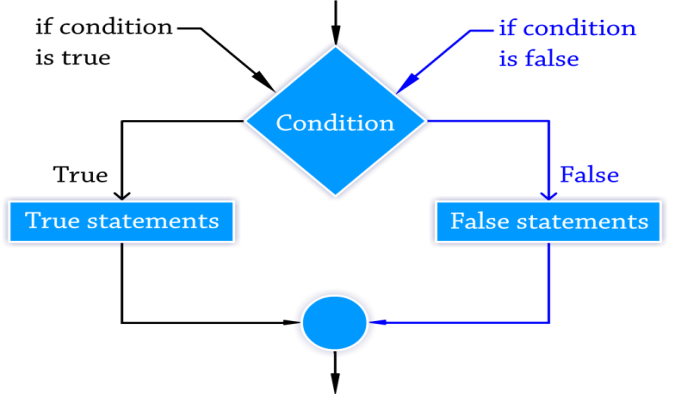 if condition
is true
if condition
is false
Condition
True
False
True statements
False statements